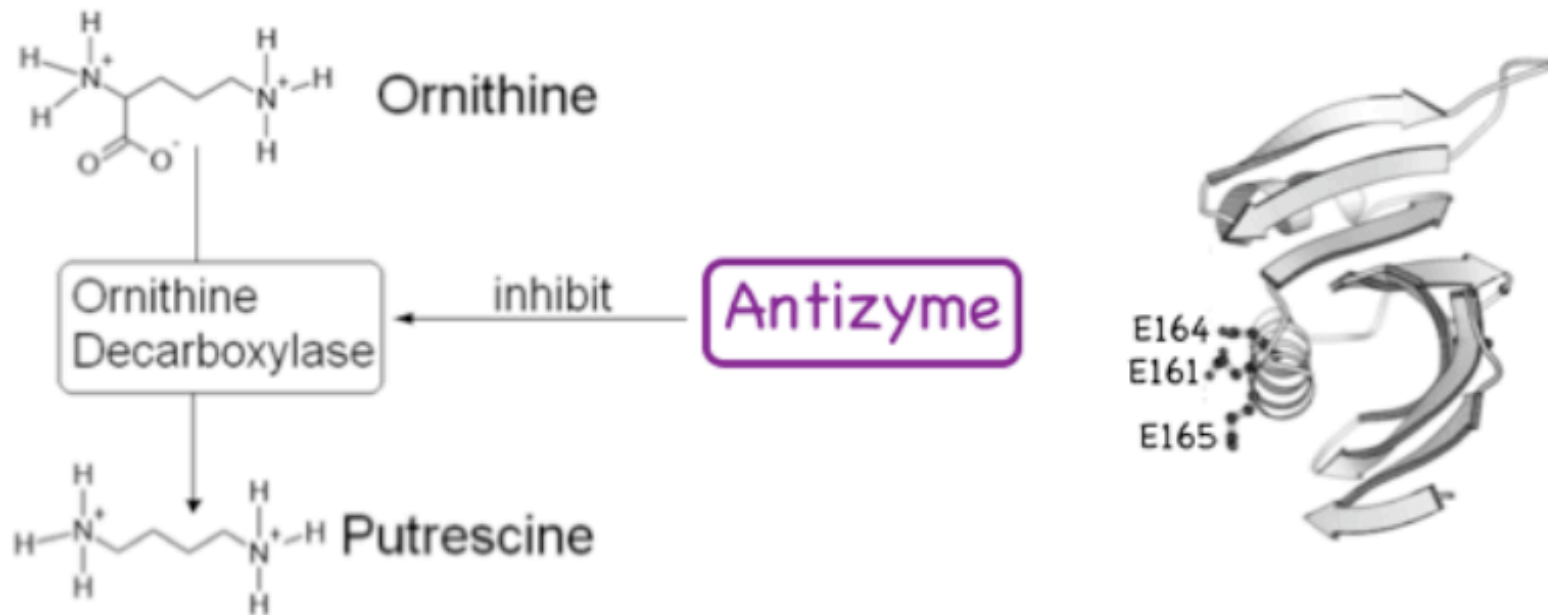 H
H
N+
H
O
O-
H
N+
H
H
Ornithine
Ornithine
Decarboxylase
inhibit
Antizyme
H
H
N+
H
H
N+
H
H
Putrescine
E164
E161
E165